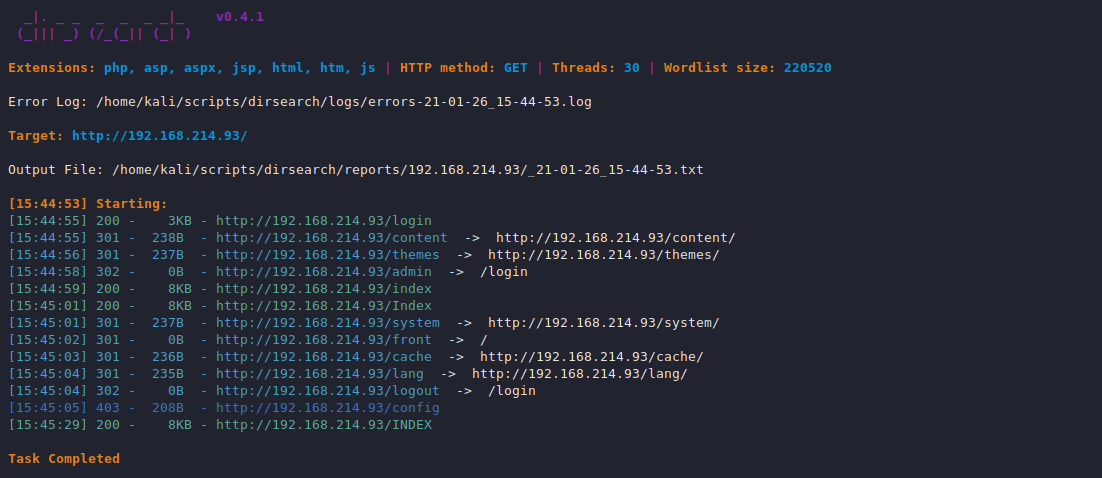 _|. _ _  _  _  _ _|_    v0.4.1
(_||| _) (/_(_|| (_| )
Extensions: php, asp, aspx, jsp, html, htm, js | HTTP method: GET | Threads: 30 | Wordlist size: 220520
Error Log: /home/kali/scripts/dirsearch/logs/errors-21-01-26_15-44-53.log
Target: http://192.168.214.93/
Output File: /home/kali/scripts/dirsearch/reports/192.168.214.93/_21-01-26_15-44-53.txt
[15:44:53] Starting:
[15:44:55] 200 -    3KB - http://192.168.214.93/login
[15:44:55] 301 -  238B  - http://192.168.214.93/content  ->  http://192.168.214.93/content/
[15:44:56] 301 -  237B  - http://192.168.214.93/themes  ->  http://192.168.214.93/themes/
[15:44:58] 302 -    0B  - http://192.168.214.93/admin  ->  /login
[15:44:59] 200 -    8KB - http://192.168.214.93/index
[15:45:01] 200 -    8KB - http://192.168.214.93/Index
[15:45:01] 301 -  237B  - http://192.168.214.93/system  ->  http://192.168.214.93/system/
[15:45:02] 301 -    0B  - http://192.168.214.93/front  ->  /
[15:45:03] 301 -  236B  - http://192.168.214.93/cache  ->  http://192.168.214.93/cache/
[15:45:04] 301 -  235B  - http://192.168.214.93/lang  ->  http://192.168.214.93/lang/
[15:45:04] 302 -    0B  - http://192.168.214.93/logout  ->  /login
[15:45:05] 403 -  208B  - http://192.168.214.93/config
[15:45:29] 200 -    8KB - http://192.168.214.93/INDEX
Task Completed